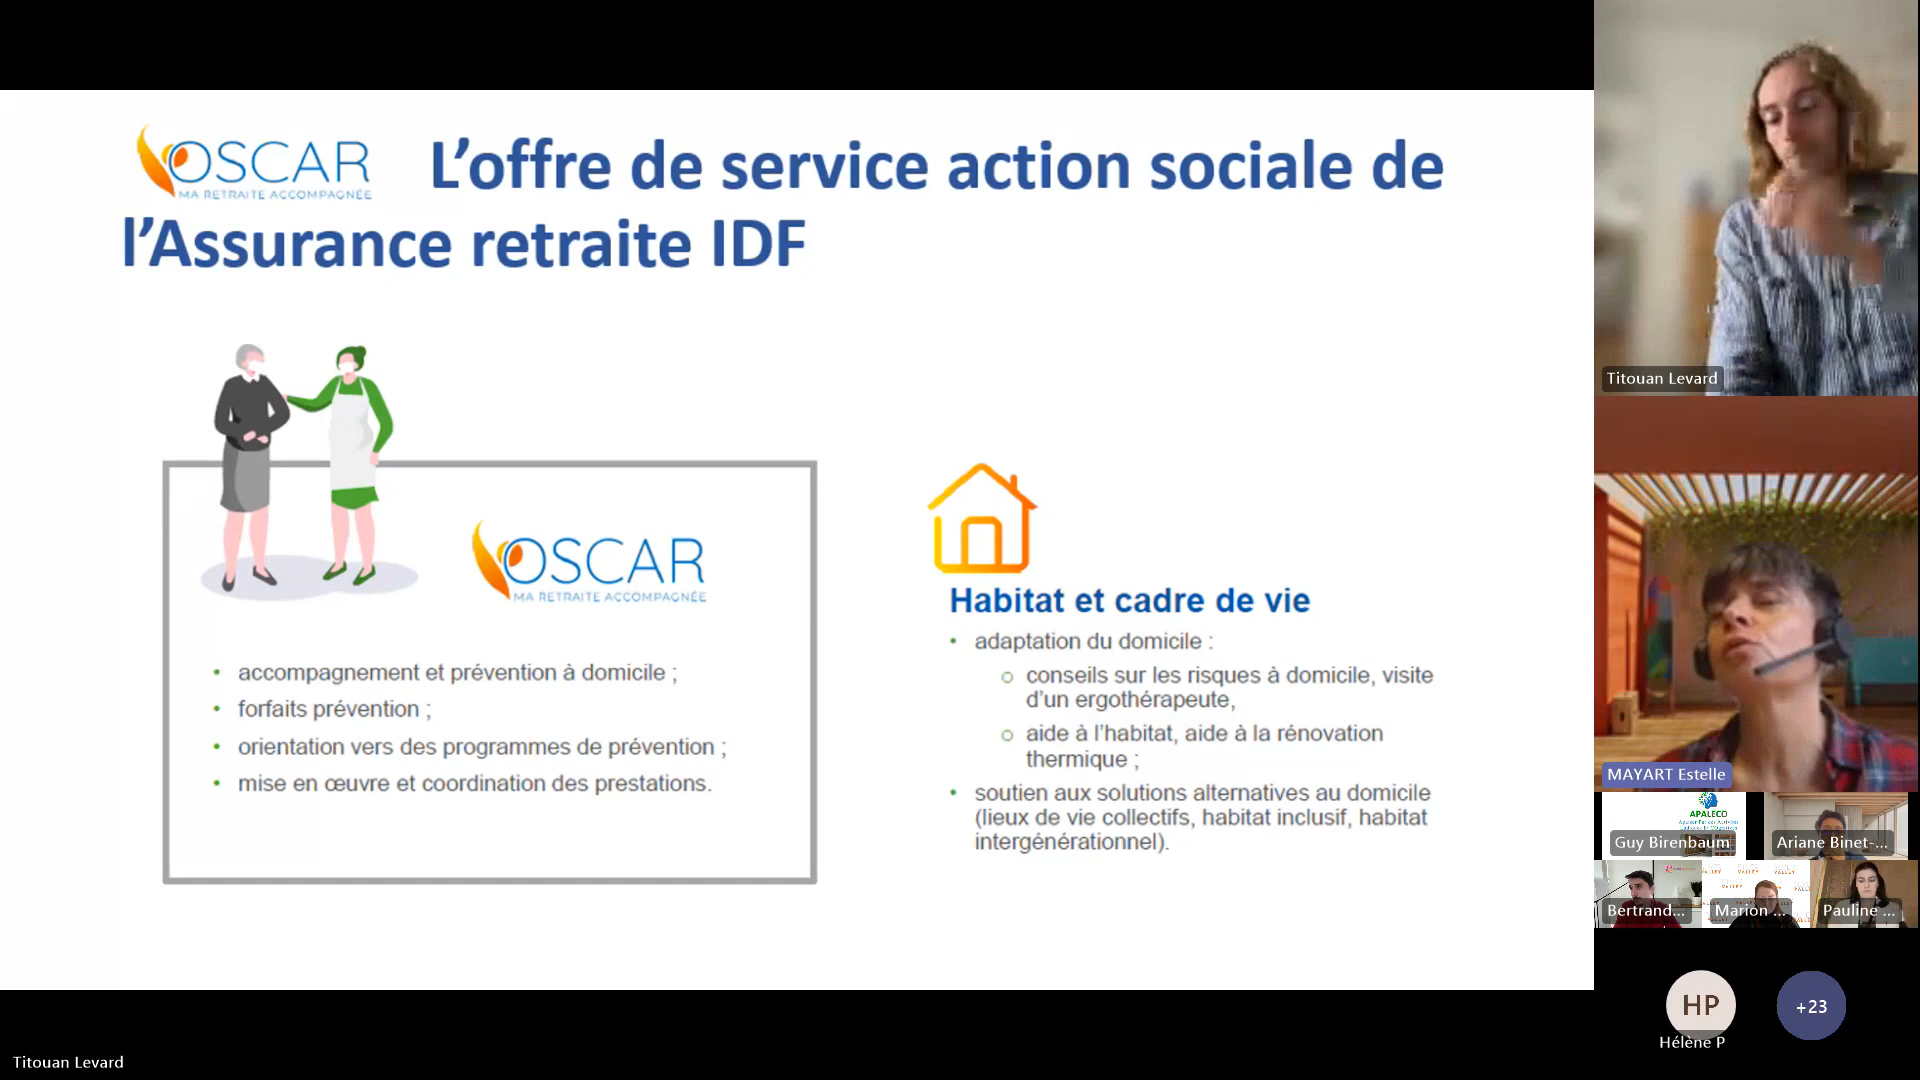 OSCAR
MA RETRAITE ACCOMPAGNÉE
L’offre de service action sociale de
l’Assurance retraite IDF
OSCAR
MA RETRAITE ACCOMPAGNÉE
• accompagnement et prévention à domicile ;
• forfaits prévention ;
• orientation vers des programmes de prévention ;
• mise en œuvre et coordination des prestations.
Habitat et cadre de vie
• adaptation du domicile :
o conseils sur les risques à domicile, visite
d’un ergothérapeute,
o aide à l’habitat, aide à la rénovation
thermique ;
• soutien aux solutions alternatives au domicile
(lieux de vie collectifs, habitat inclusif, habitat
intergénérationnel).
Titouan Levard
MAYART Estelle
APALECO
Guy Birenbaum
Ariane Binet-...
VALLEY
VALLEY
VALLEY
Bertrand...
Marion ...
Pauline ...
HP
+23
Hélène P
Titouan Levard